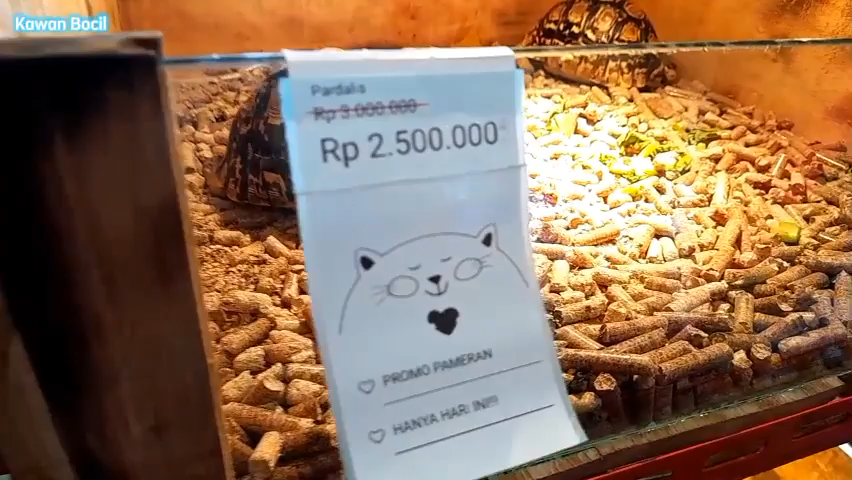 Kawan Bocil
Pardalis
Rp 3.000.000
Rp 2.500.000
PROMO PAMERAN
HANYA HARI INI!!!